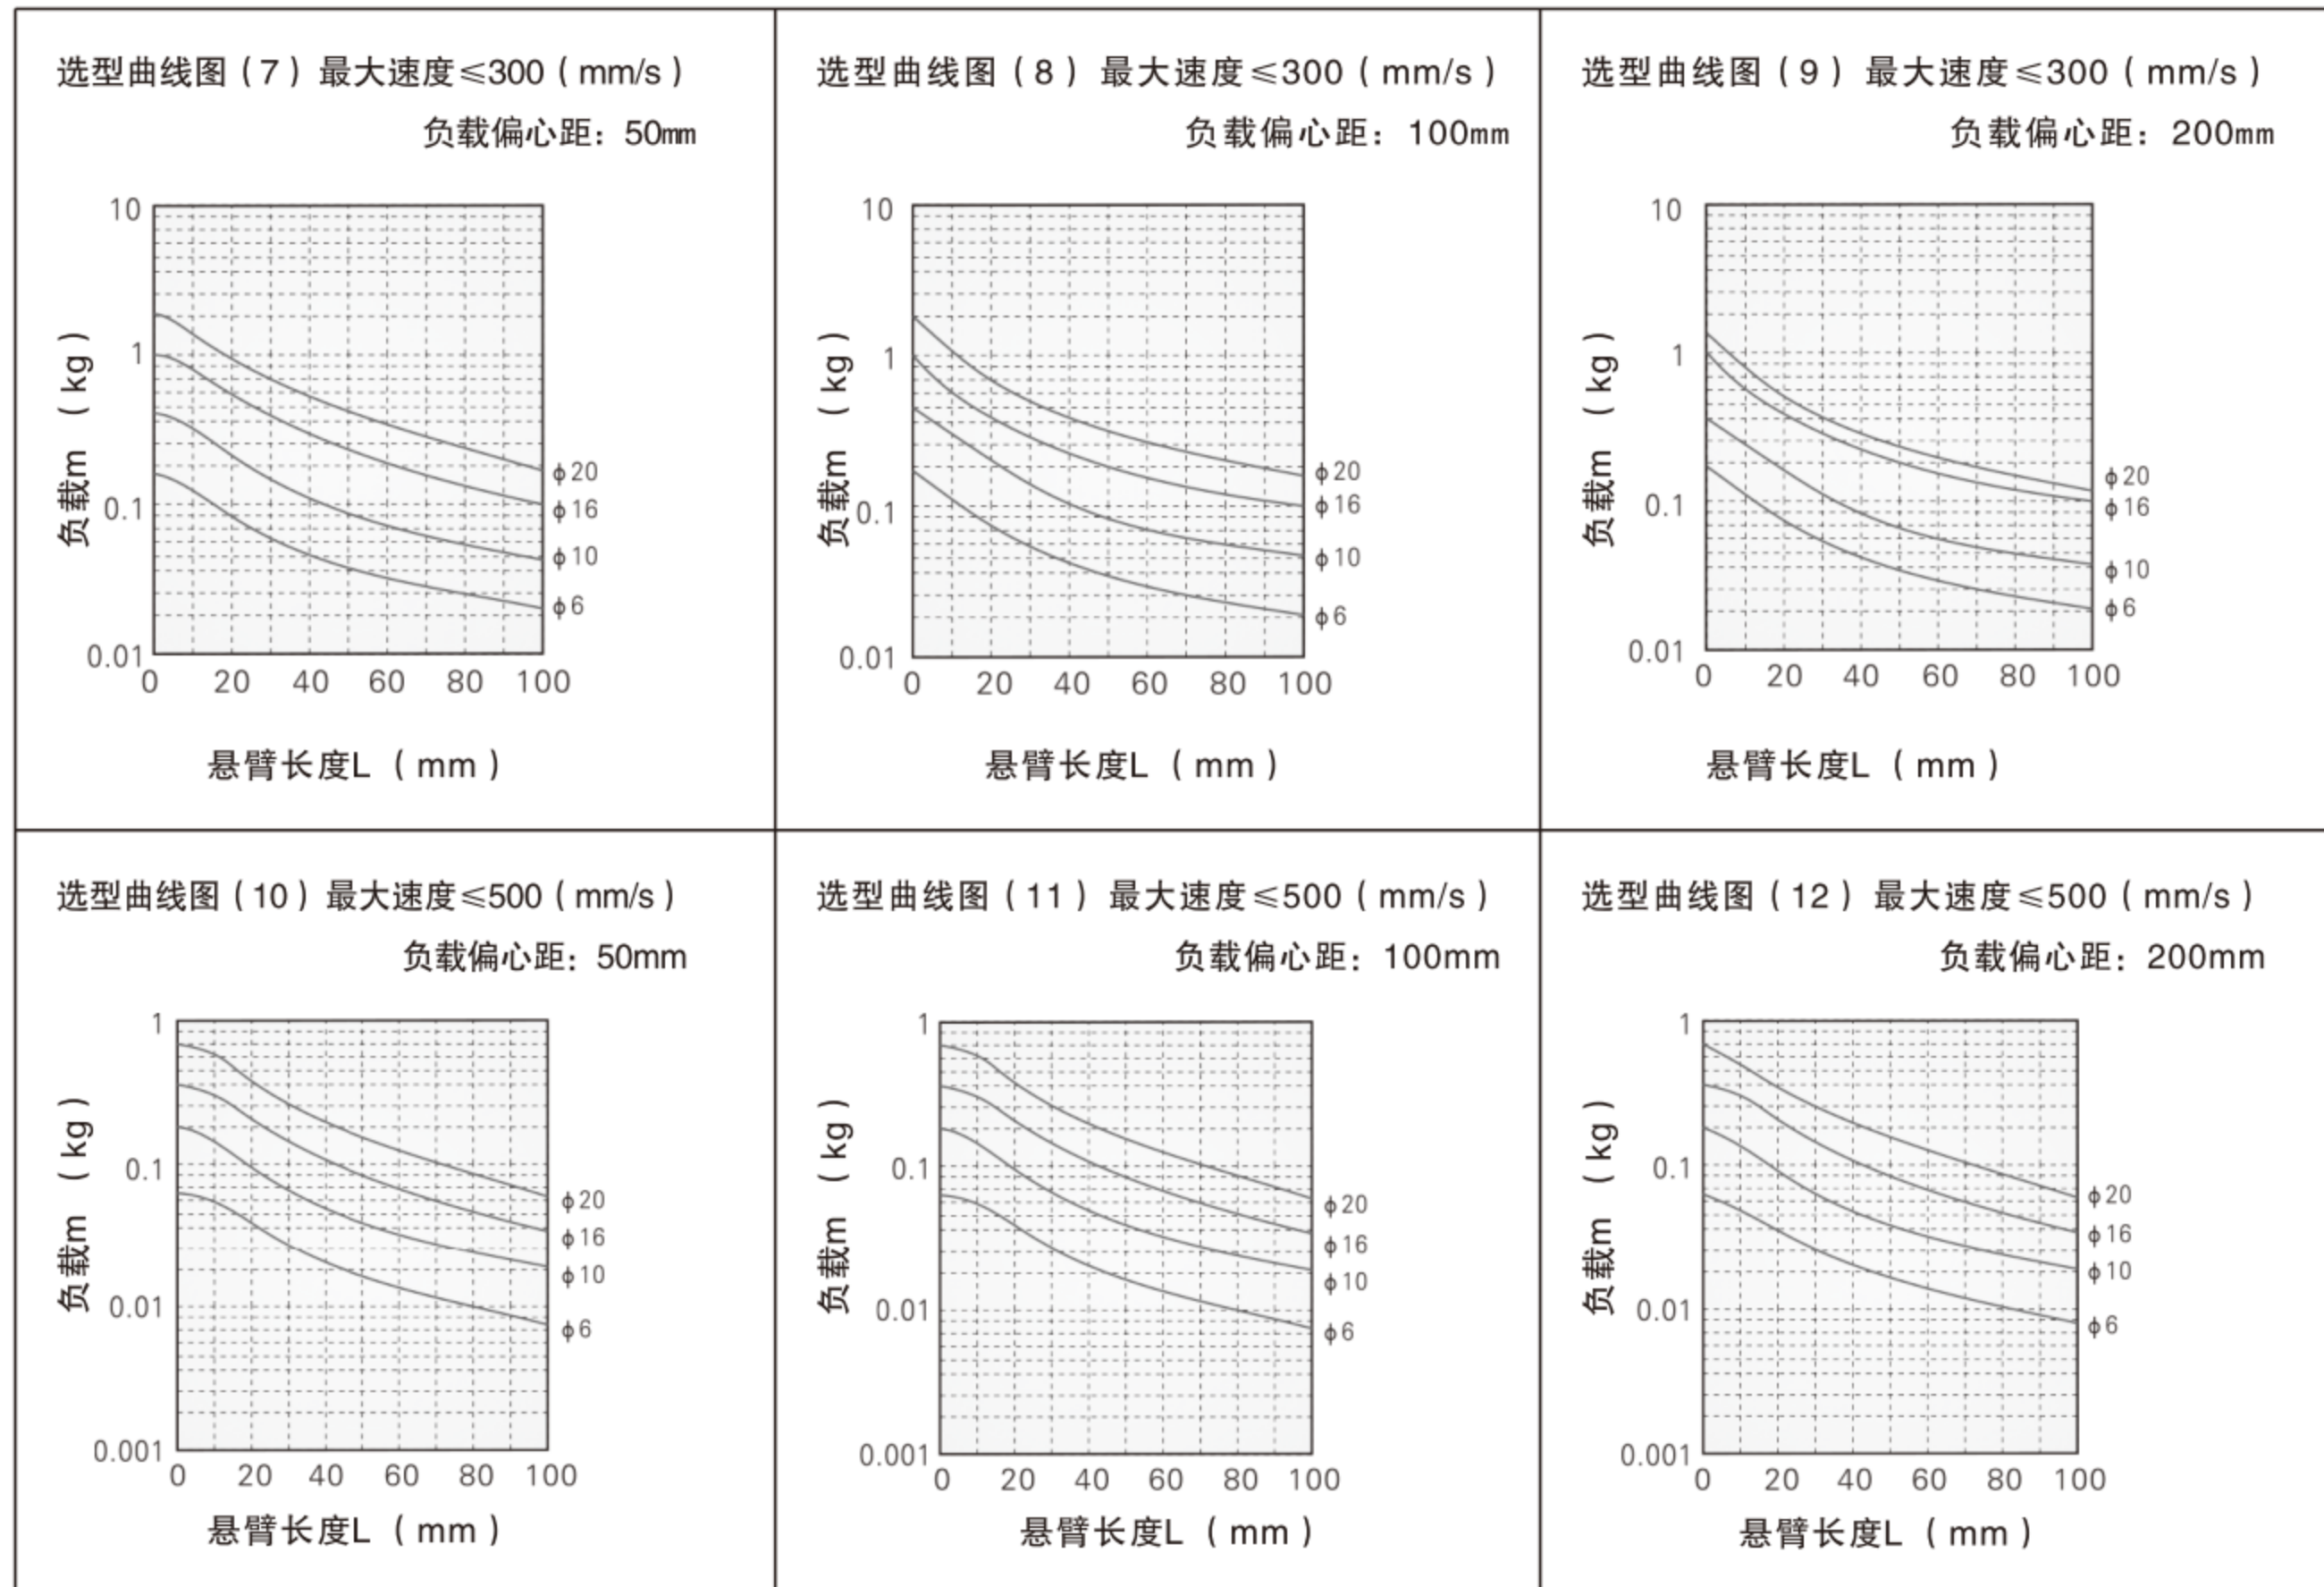 选型曲线图（7）最大速度≤300（mm/s）
负载偏心距：50mm
10
1
0.1
0.01
负载m （kg）
φ20
φ16
φ10
φ6
0 20 40 60 80 100
悬臂长度L （mm）
选型曲线图（8）最大速度≤300（mm/s）
负载偏心距：100mm
10
1
0.1
0.01
负载m （kg）
φ20
φ16
φ10
φ6
0 20 40 60 80 100
悬臂长度L （mm）
选型曲线图（9）最大速度≤300（mm/s）
负载偏心距：200mm
10
1
0.1
0.01
负载m （kg）
φ20
φ16
φ10
φ6
0 20 40 60 80 100
悬臂长度L （mm）
选型曲线图（10）最大速度≤500（mm/s）
负载偏心距：50mm
1
0.1
0.01
0.001
负载m （kg）
φ20
φ16
φ10
φ6
0 20 40 60 80 100
悬臂长度L （mm）
选型曲线图（11）最大速度≤500（mm/s）
负载偏心距：100mm
1
0.1
0.01
0.001
负载m （kg）
φ20
φ16
φ10
φ6
0 20 40 60 80 100
悬臂长度L （mm）
选型曲线图（12）最大速度≤500（mm/s）
负载偏心距：200mm
1
0.1
0.01
0.001
负载m （kg）
φ20
φ16
φ10
φ6
0 20 40 60 80 100
悬臂长度L （mm）